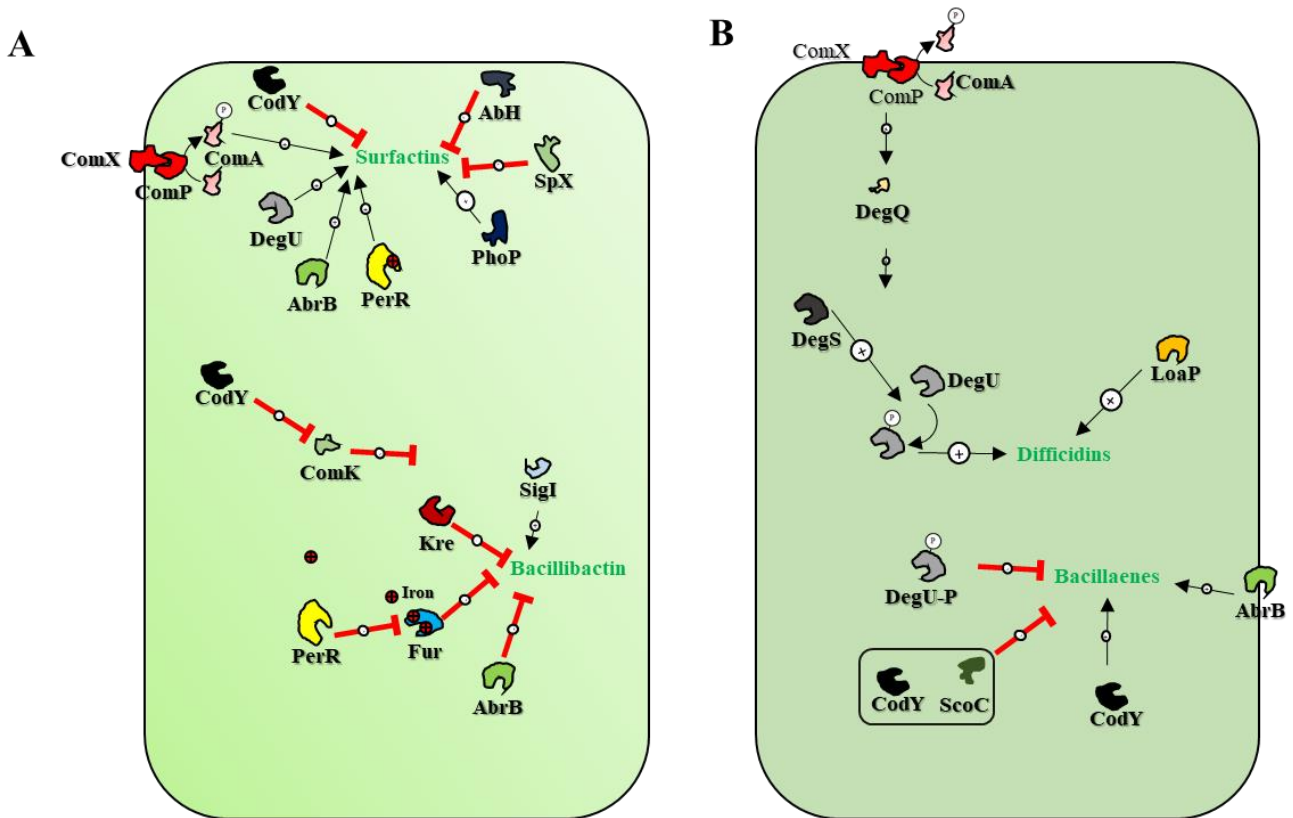 A
CodY
AbH
P
ComX
ComA
Surfactins
ComP
SpX
DegU
PhoP
AbrB
PerR
CodY
ComK
SigI
Kre
Bacillibactin
Iron
PerR
Fur
AbrB
B
P
ComX
ComP
ComA
DegQ
DegS
+
LoaP
DegU
+
P
+
Difficidins
P
DegU-P
Bacillaenes
AbrB
CodY
ScoC
CodY